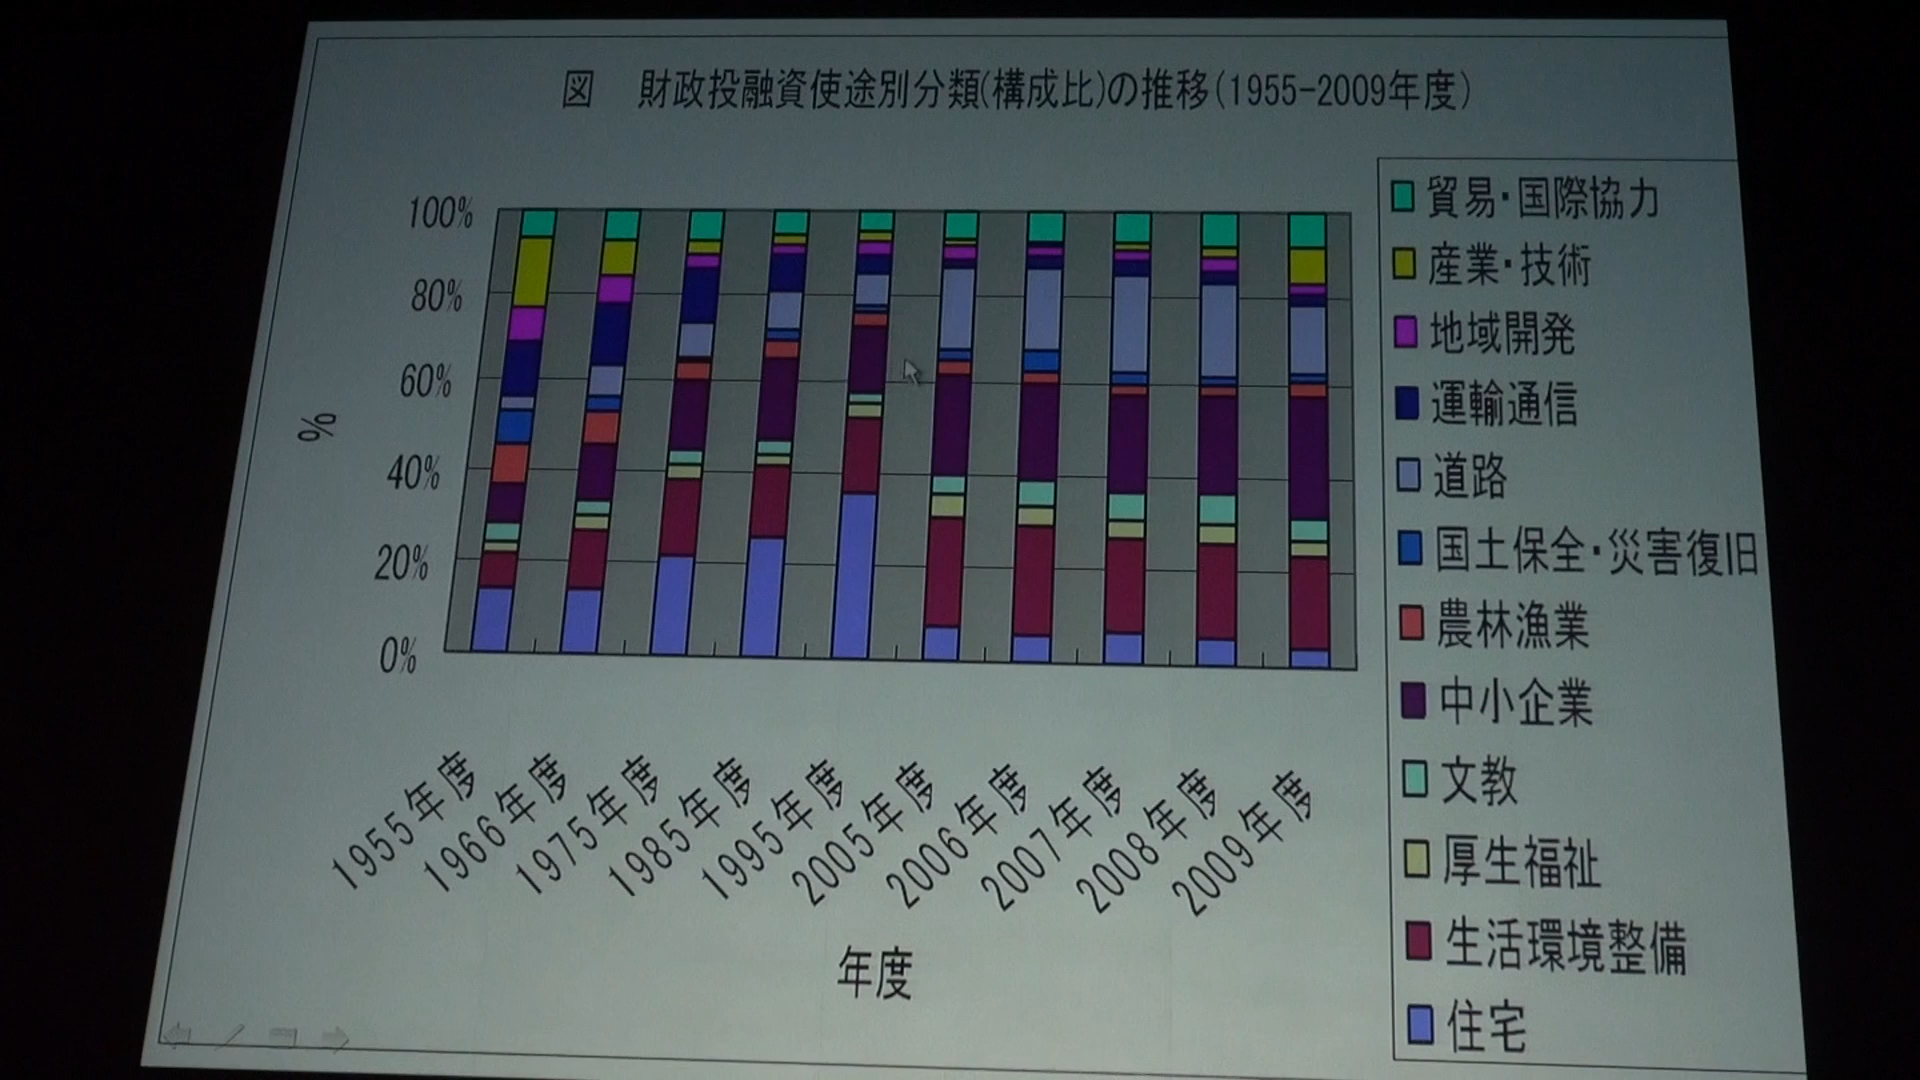 図　財政投融資使途別分類(構成比)の推移(1955-2009年度)
100%
80%
60%
40%
20%
0%
%
1955年度
1966年度
1975年度
1985年度
1995年度
2005年度
2006年度
2007年度
2008年度
2009年度
年度
貿易・国際協力
産業・技術
地域開発
運輸通信
道路
国土保全・災害復旧
農林漁業
中小企業
文教
厚生福祉
生活環境整備
住宅